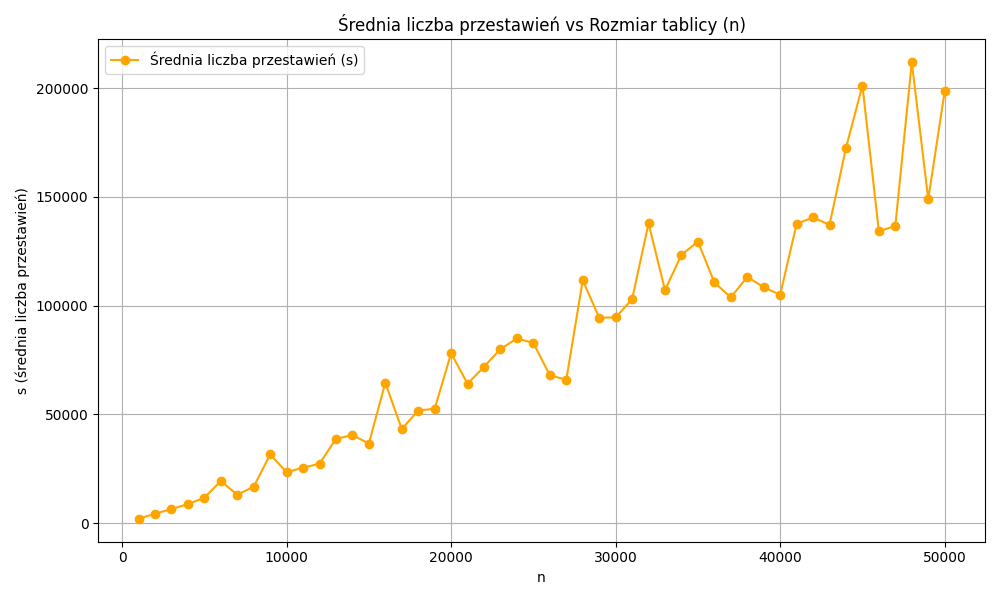 Średnia liczba przestawień vs Rozmiar tablicy (n)
Średnia liczba przestawień (s)
s (średnia liczba przestawień)
200000
150000
100000
50000
0
0 10000 20000 30000 40000 50000
n